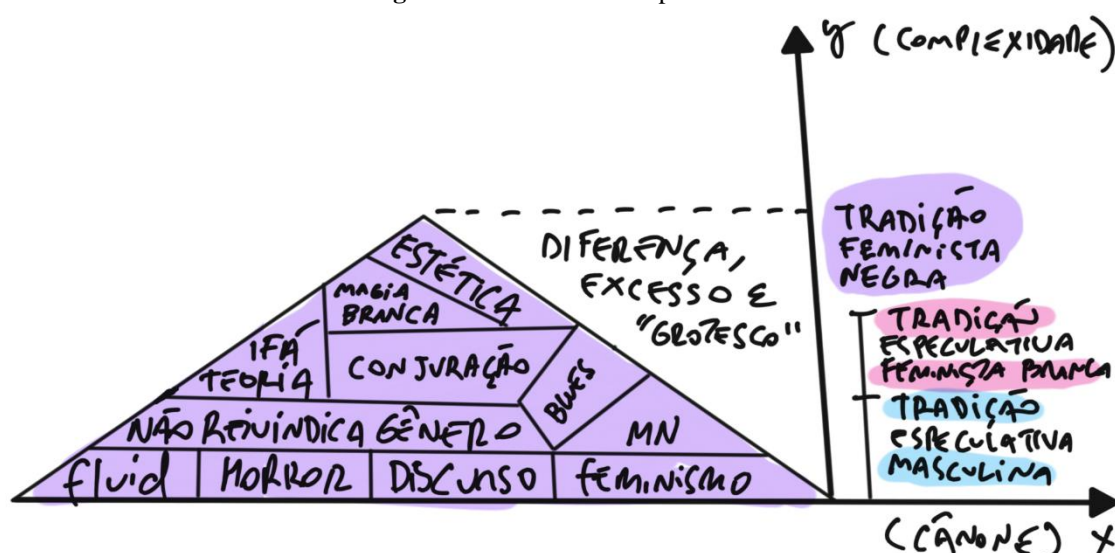 y (COMPLEXIDADE)
ESTÉTICA
DIFERENÇA,
EXCESSO E
"GROTESCO"
TRADIÇÃO
FEMINISTA
NEGRA
MAGIA
BRANCA
IFÁ
TEORIA
CONJURAÇÃO
BLUES
TRADIÇÃO
ESPECULATIVA
FEMINISTA BRANCA
NÃO REIVINDICA GÊNERO
MN
TRADIÇÃO
ESPECULATIVA
MASCULINA
fluid
HORROR
DISCURSO
FEMINISMO
(CÂNONE) X